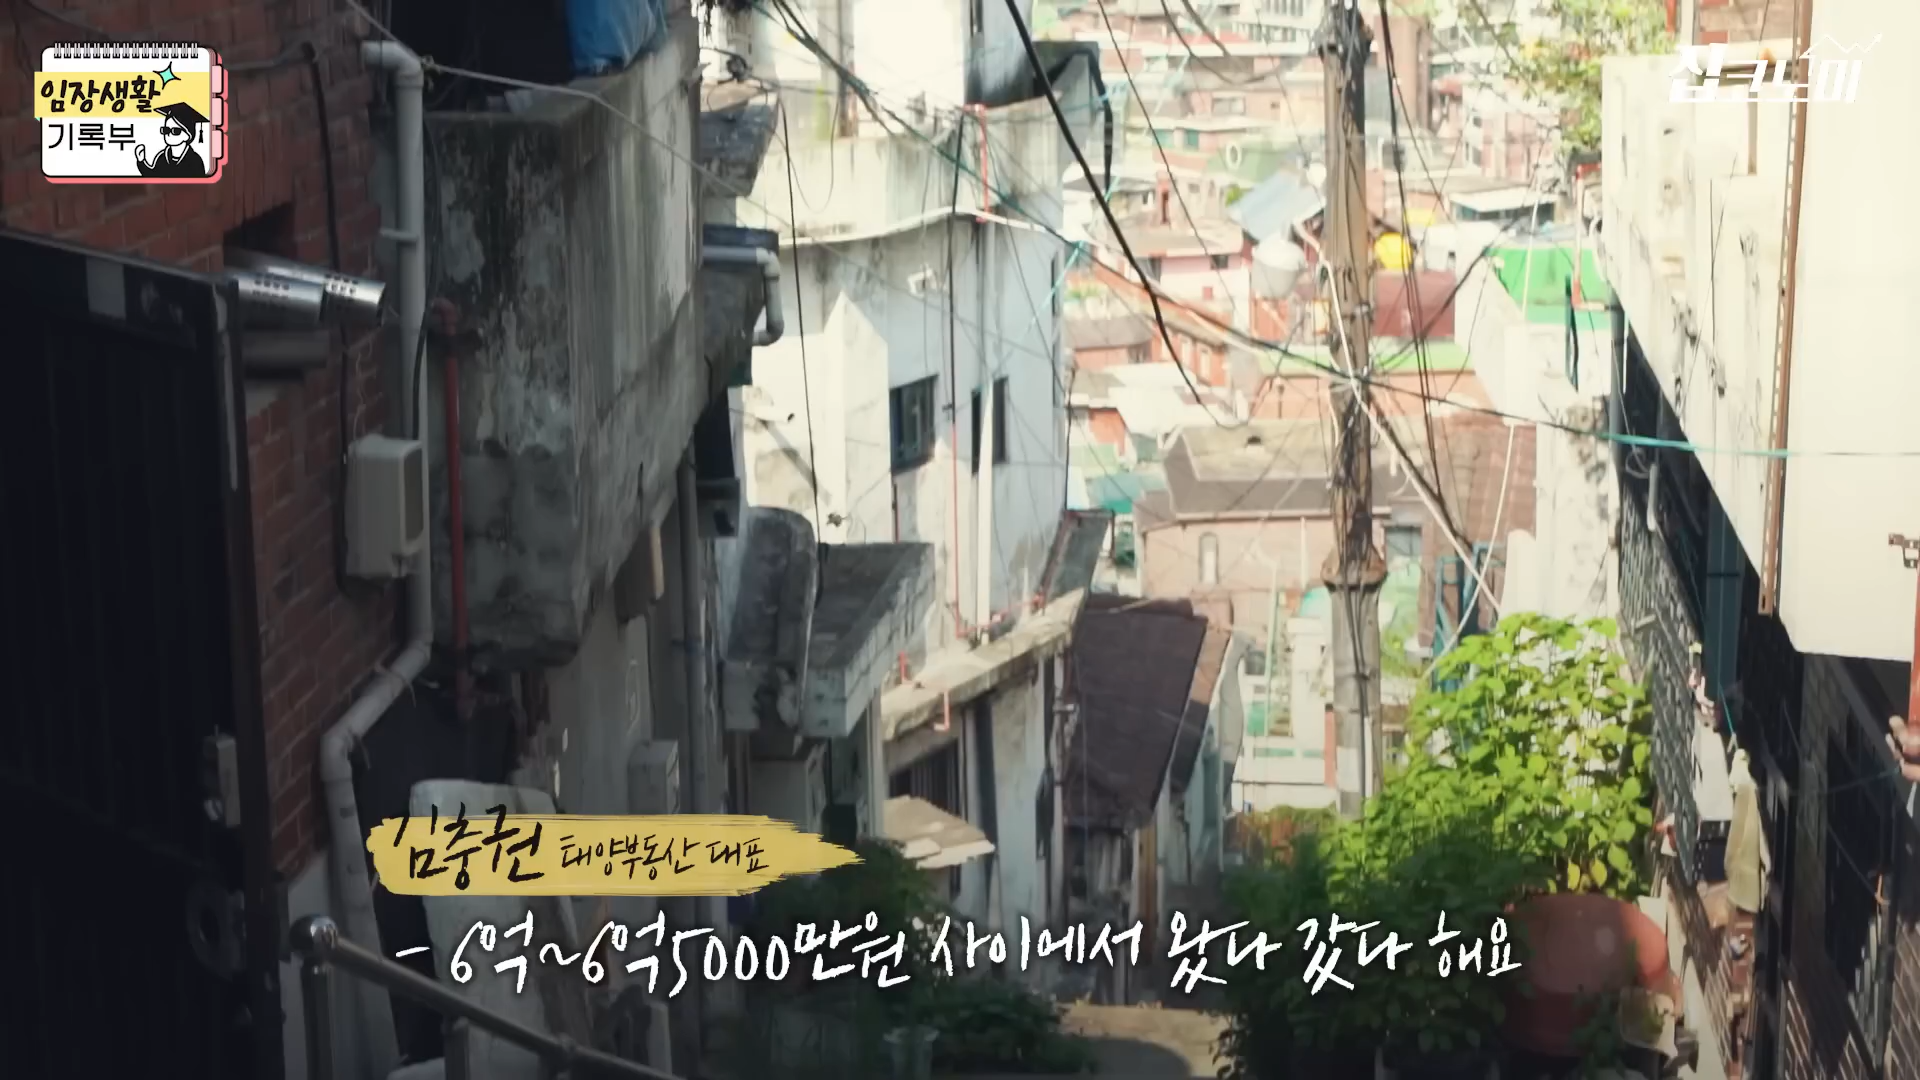 임장생활
기록부
집코노미
김충권 태양부동산 대표
- 6억~6억5000만원 사이에서 왔다 갔다 해요